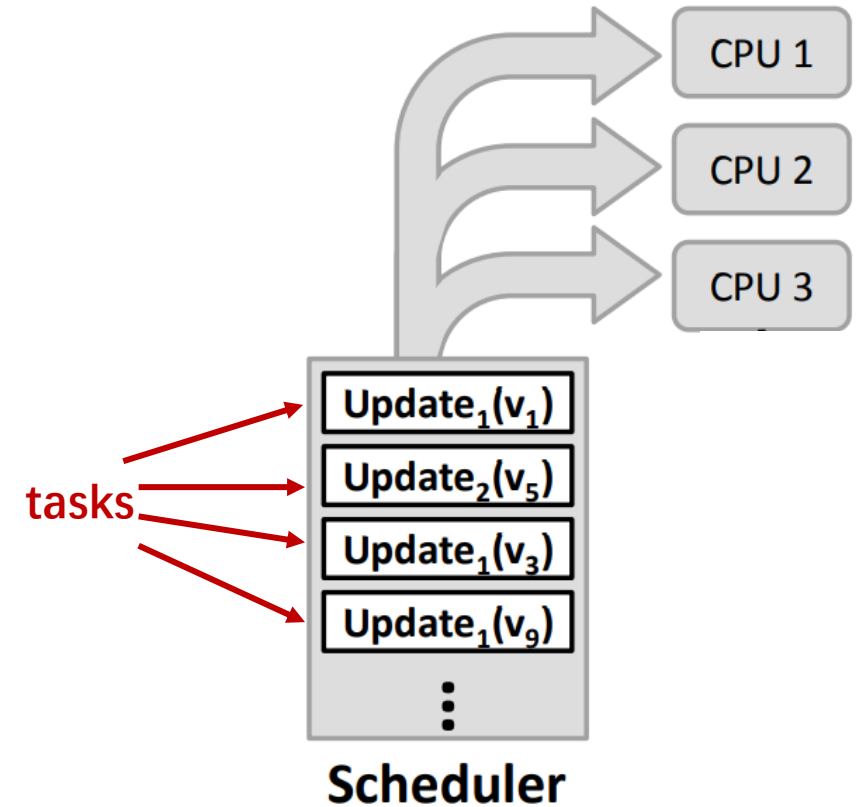 CPU 1
CPU 2
CPU 3
Update₁(v₁)
tasks
Update₂(v₅)
Update₁(v₃)
Update₁(v₉)
Scheduler